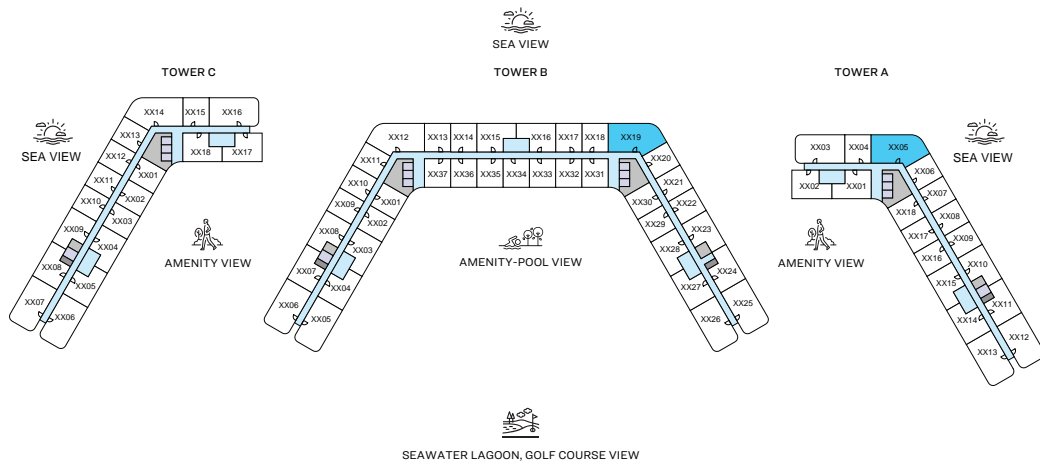 SEA VIEW
TOWER C
TOWER B
TOWER A
SEA VIEW
SEA VIEW
XX14
XX15
XX16
XX13
XX18
XX17
XX12
XX01
XX11
XX02
XX10
XX03
XX09
XX04
XX08
XX05
XX07
XX06
AMENITY VIEW
XX12
XX13
XX14
XX15
XX16
XX17
XX18
XX19
XX11
XX37
XX36
XX35
XX34
XX33
XX32
XX31
XX20
XX10
XX01
XX30
XX21
XX09
XX02
XX29
XX22
XX08
XX03
XX28
XX23
XX07
XX04
XX27
XX24
XX06
XX05
XX26
XX25
AMENITY-POOL VIEW
XX03
XX04
XX05
XX02
XX01
XX06
XX18
XX07
XX17
XX08
XX16
XX09
XX15
XX10
XX14
XX11
XX13
XX12
AMENITY VIEW
SEAWATER LAGOON, GOLF COURSE VIEW